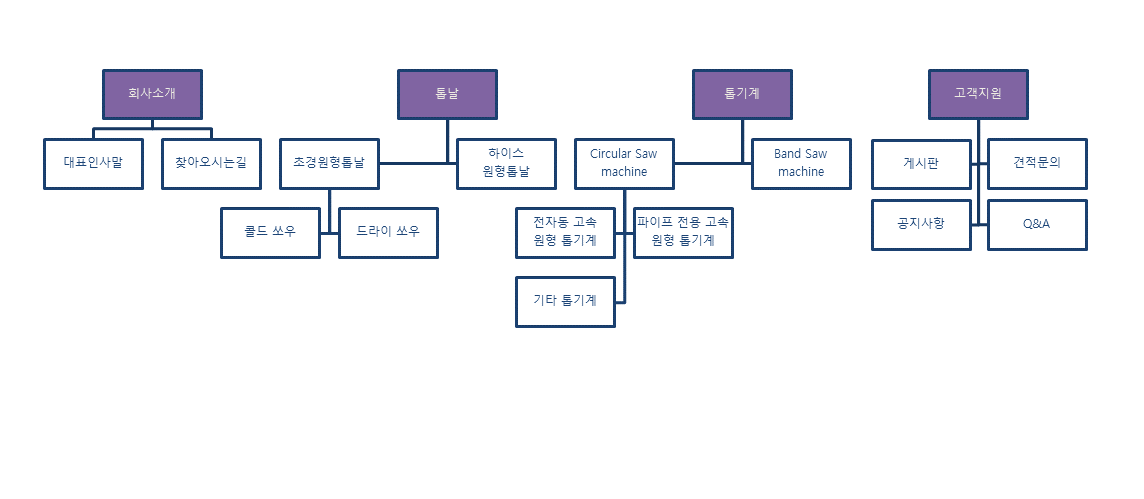 회사소개
톱날
톱기계
고객지원
대표인사말
찾아오시는길
초경원형톱날
하이스
원형톱날
Circular Saw
machine
Band Saw
machine
게시판
견적문의
콜드 쏘우
드라이 쏘우
전자동 고속
원형 톱기계
파이프 전용 고속
원형 톱기계
공지사항
Q&A
기타 톱기계